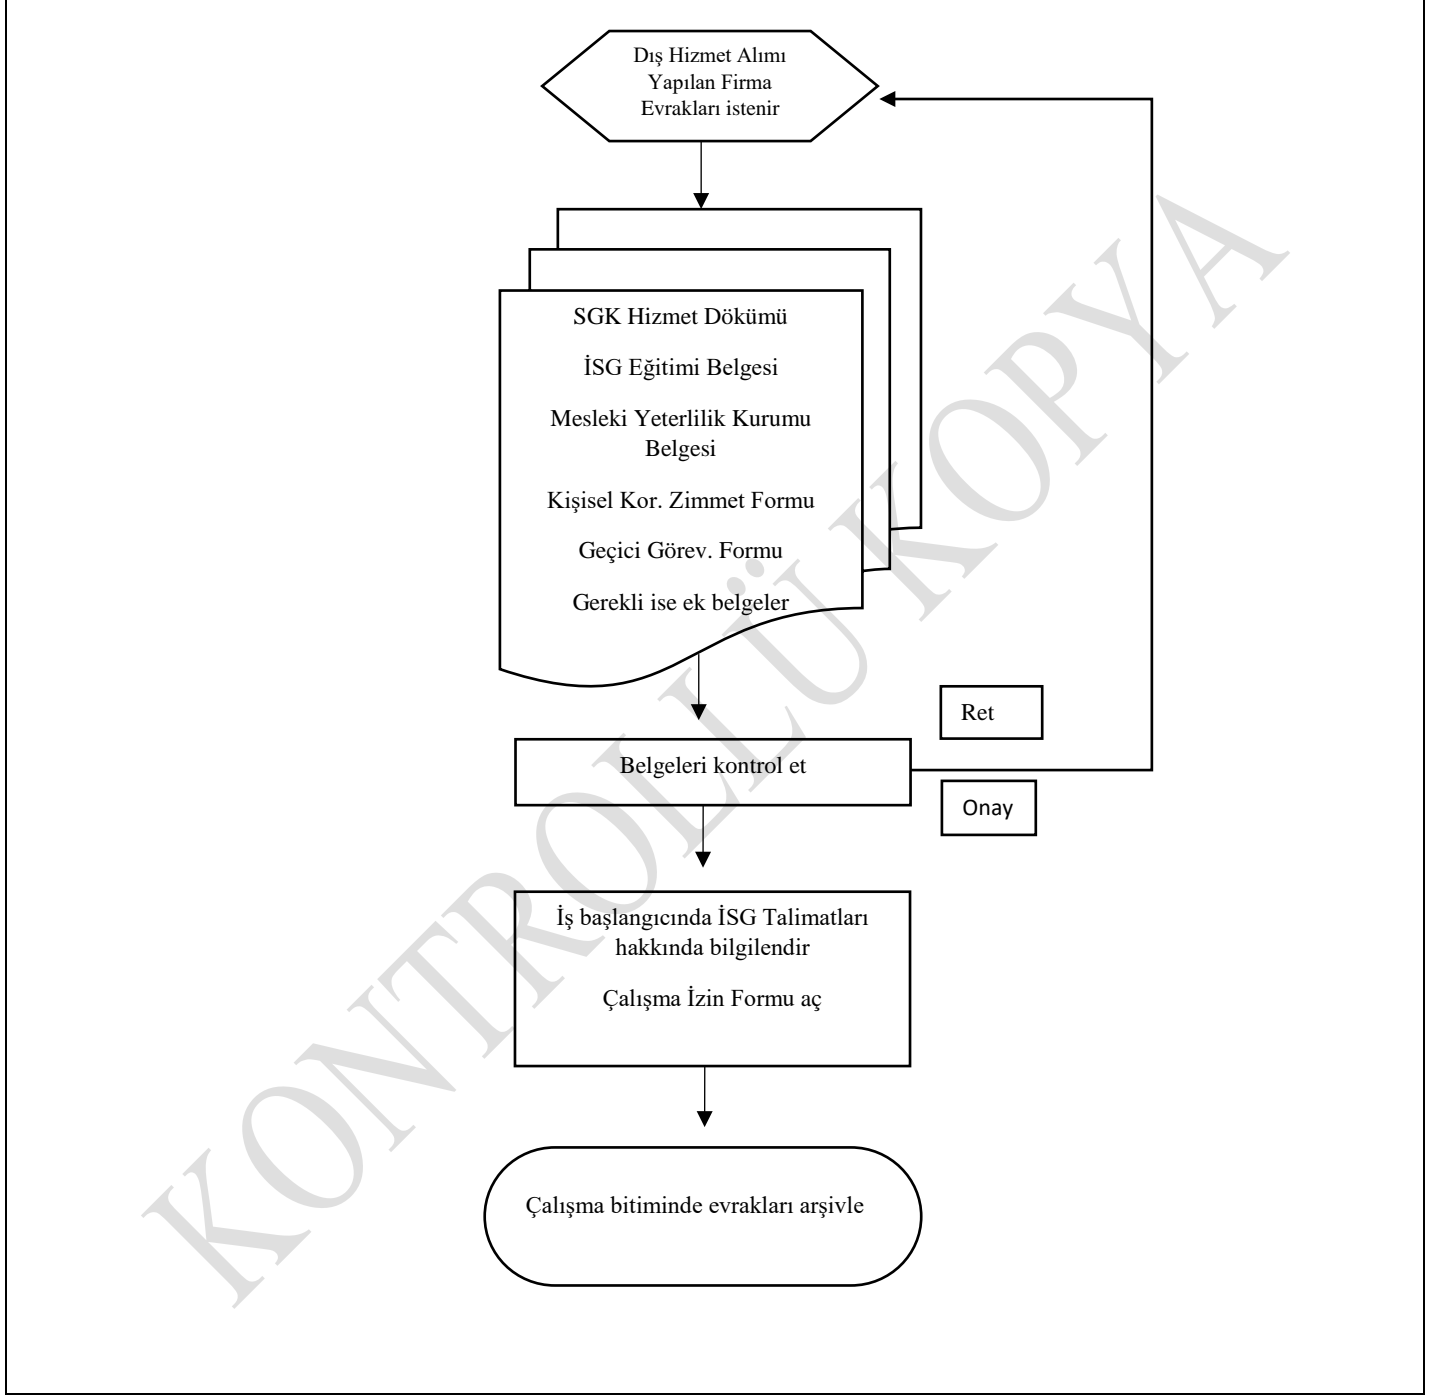 Dış Hizmet Alımı
Yapılan Firma
Evrakları istenir
SGK Hizmet Dökümü
İSG Eğitimi Belgesi
Mesleki Yeterlilik Kurumu
Belgesi
Kişisel Kor. Zimmet Formu
Geçici Görev. Formu
Gerekli ise ek belgeler
Ret
Belgeleri kontrol et
Onay
İş başlangıcında İSG Talimatları
hakkında bilgilendir
Çalışma İzin Formu aç
Çalışma bitiminde evrakları arşivle
KONTROLLÜ KOPYA